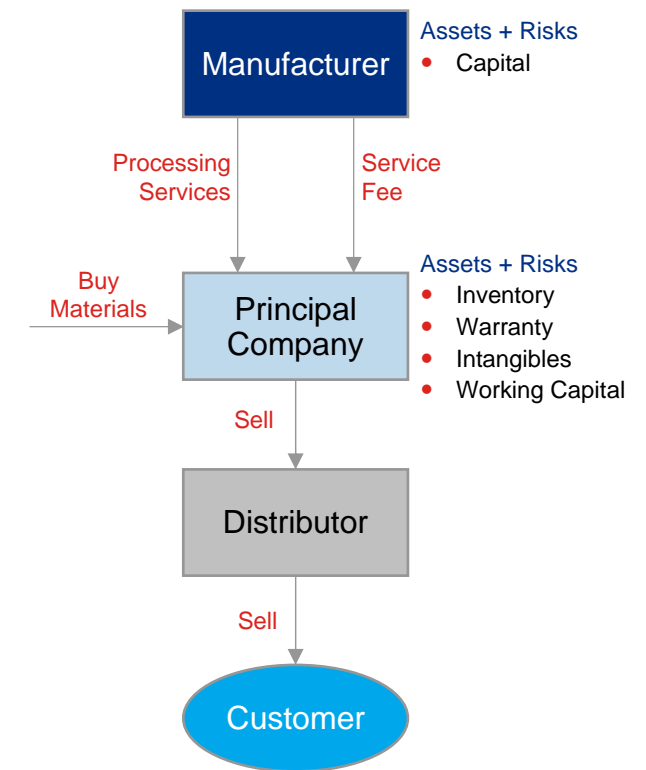 Manufacturer
Assets + Risks
• Capital
Processing
Services
Service
Fee
Buy
Materials
Principal
Company
Assets + Risks
• Inventory
• Warranty
• Intangibles
• Working Capital
Sell
Distributor
Sell
Customer